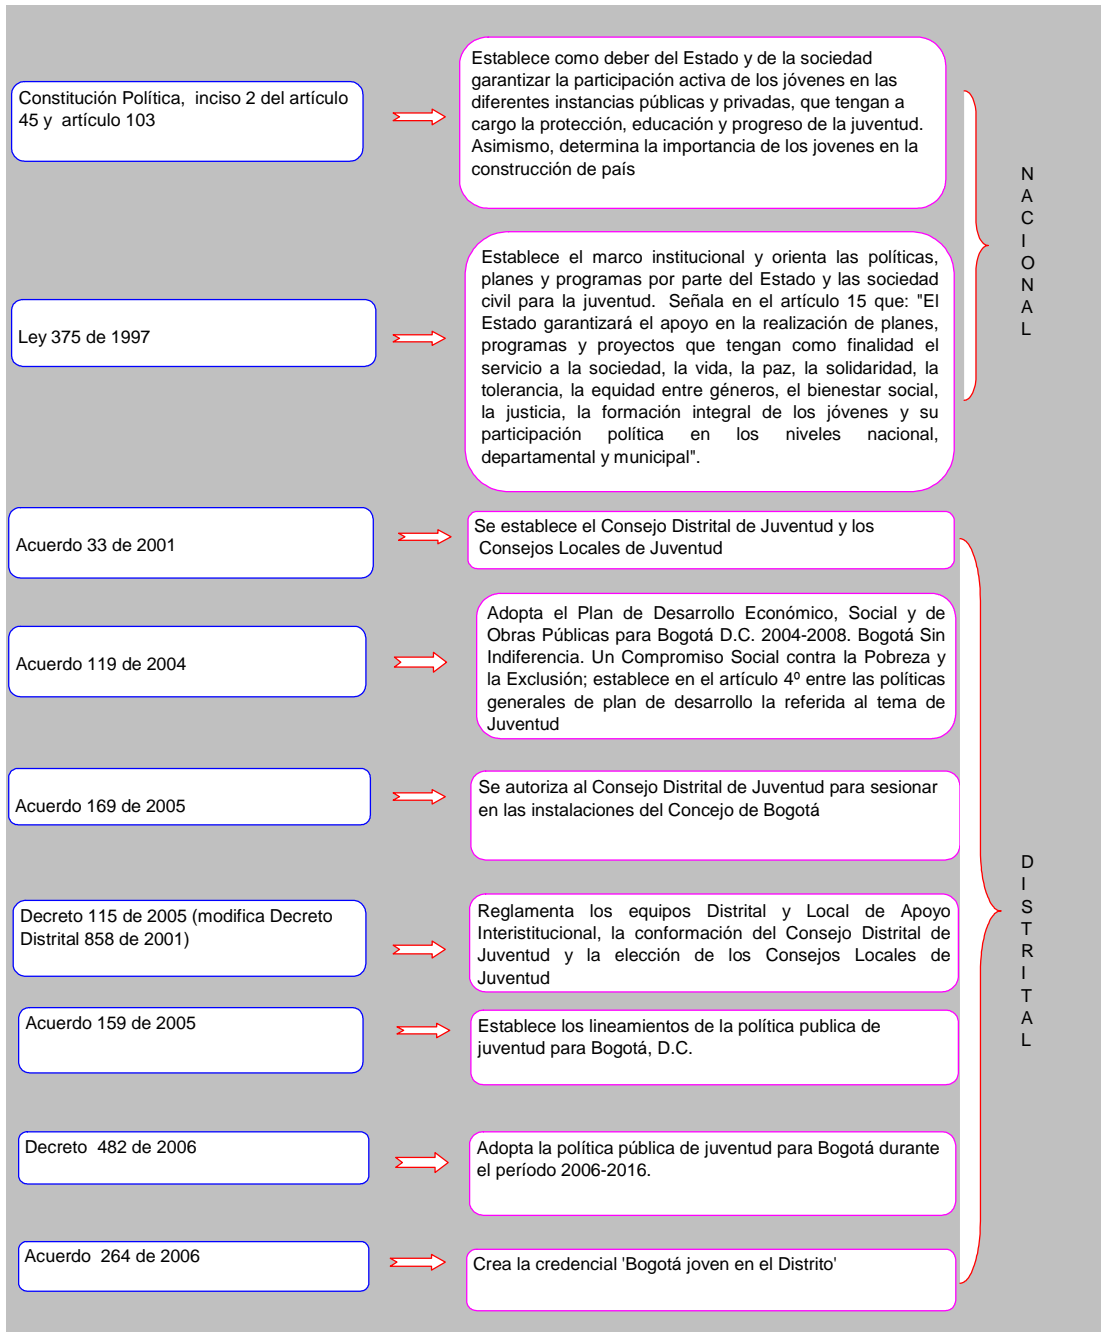 Constitución Política,  inciso 2 del artículo
45 y  artículo 103
Establece como deber del Estado y de la sociedad
garantizar la participación activa de los jóvenes en las
diferentes instancias públicas y privadas, que tengan a
cargo la protección, educación y progreso de la juventud.
Asimismo, determina la importancia de los jovenes en la
construcción de país
Ley 375 de 1997
Establece el marco institucional y orienta las políticas,
planes y programas por parte del Estado y las sociedad
civil para la juventud.  Señala en el artículo 15 que: "El
Estado garantizará el apoyo en la realización de planes,
programas y proyectos que tengan como finalidad el
servicio a la sociedad, la vida, la paz, la solidaridad, la
tolerancia, la equidad entre géneros, el bienestar social,
la justicia, la formación integral de los jóvenes y su
participación política en los niveles nacional,
departamental y municipal".
NACIONAL
Acuerdo 33 de 2001
Se establece el Consejo Distrital de Juventud y los
Consejos Locales de Juventud
Acuerdo 119 de 2004
Adopta el Plan de Desarrollo Económico, Social y de
Obras Públicas para Bogotá D.C. 2004-2008. Bogotá Sin
Indiferencia. Un Compromiso Social contra la Pobreza y
la Exclusión; establece en el artículo 4º entre las políticas
generales de plan de desarrollo la referida al tema de
Juventud
Acuerdo 169 de 2005
Se autoriza al Consejo Distrital de Juventud para sesionar
en las instalaciones del Concejo de Bogotá
Decreto 115 de 2005 (modifica Decreto
Distrital 858 de 2001)
Reglamenta los equipos Distrital y Local de Apoyo
Interistitucional, la conformación del Consejo Distrital de
Juventud y la elección de los Consejos Locales de
Juventud
Acuerdo 159 de 2005
Establece los lineamientos de la política publica de
juventud para Bogotá, D.C.
Decreto  482 de 2006
Adopta la política pública de juventud para Bogotá durante
el período 2006-2016.
Acuerdo  264 de 2006
Crea la credencial 'Bogotá joven en el Distrito'
DISTRITAL